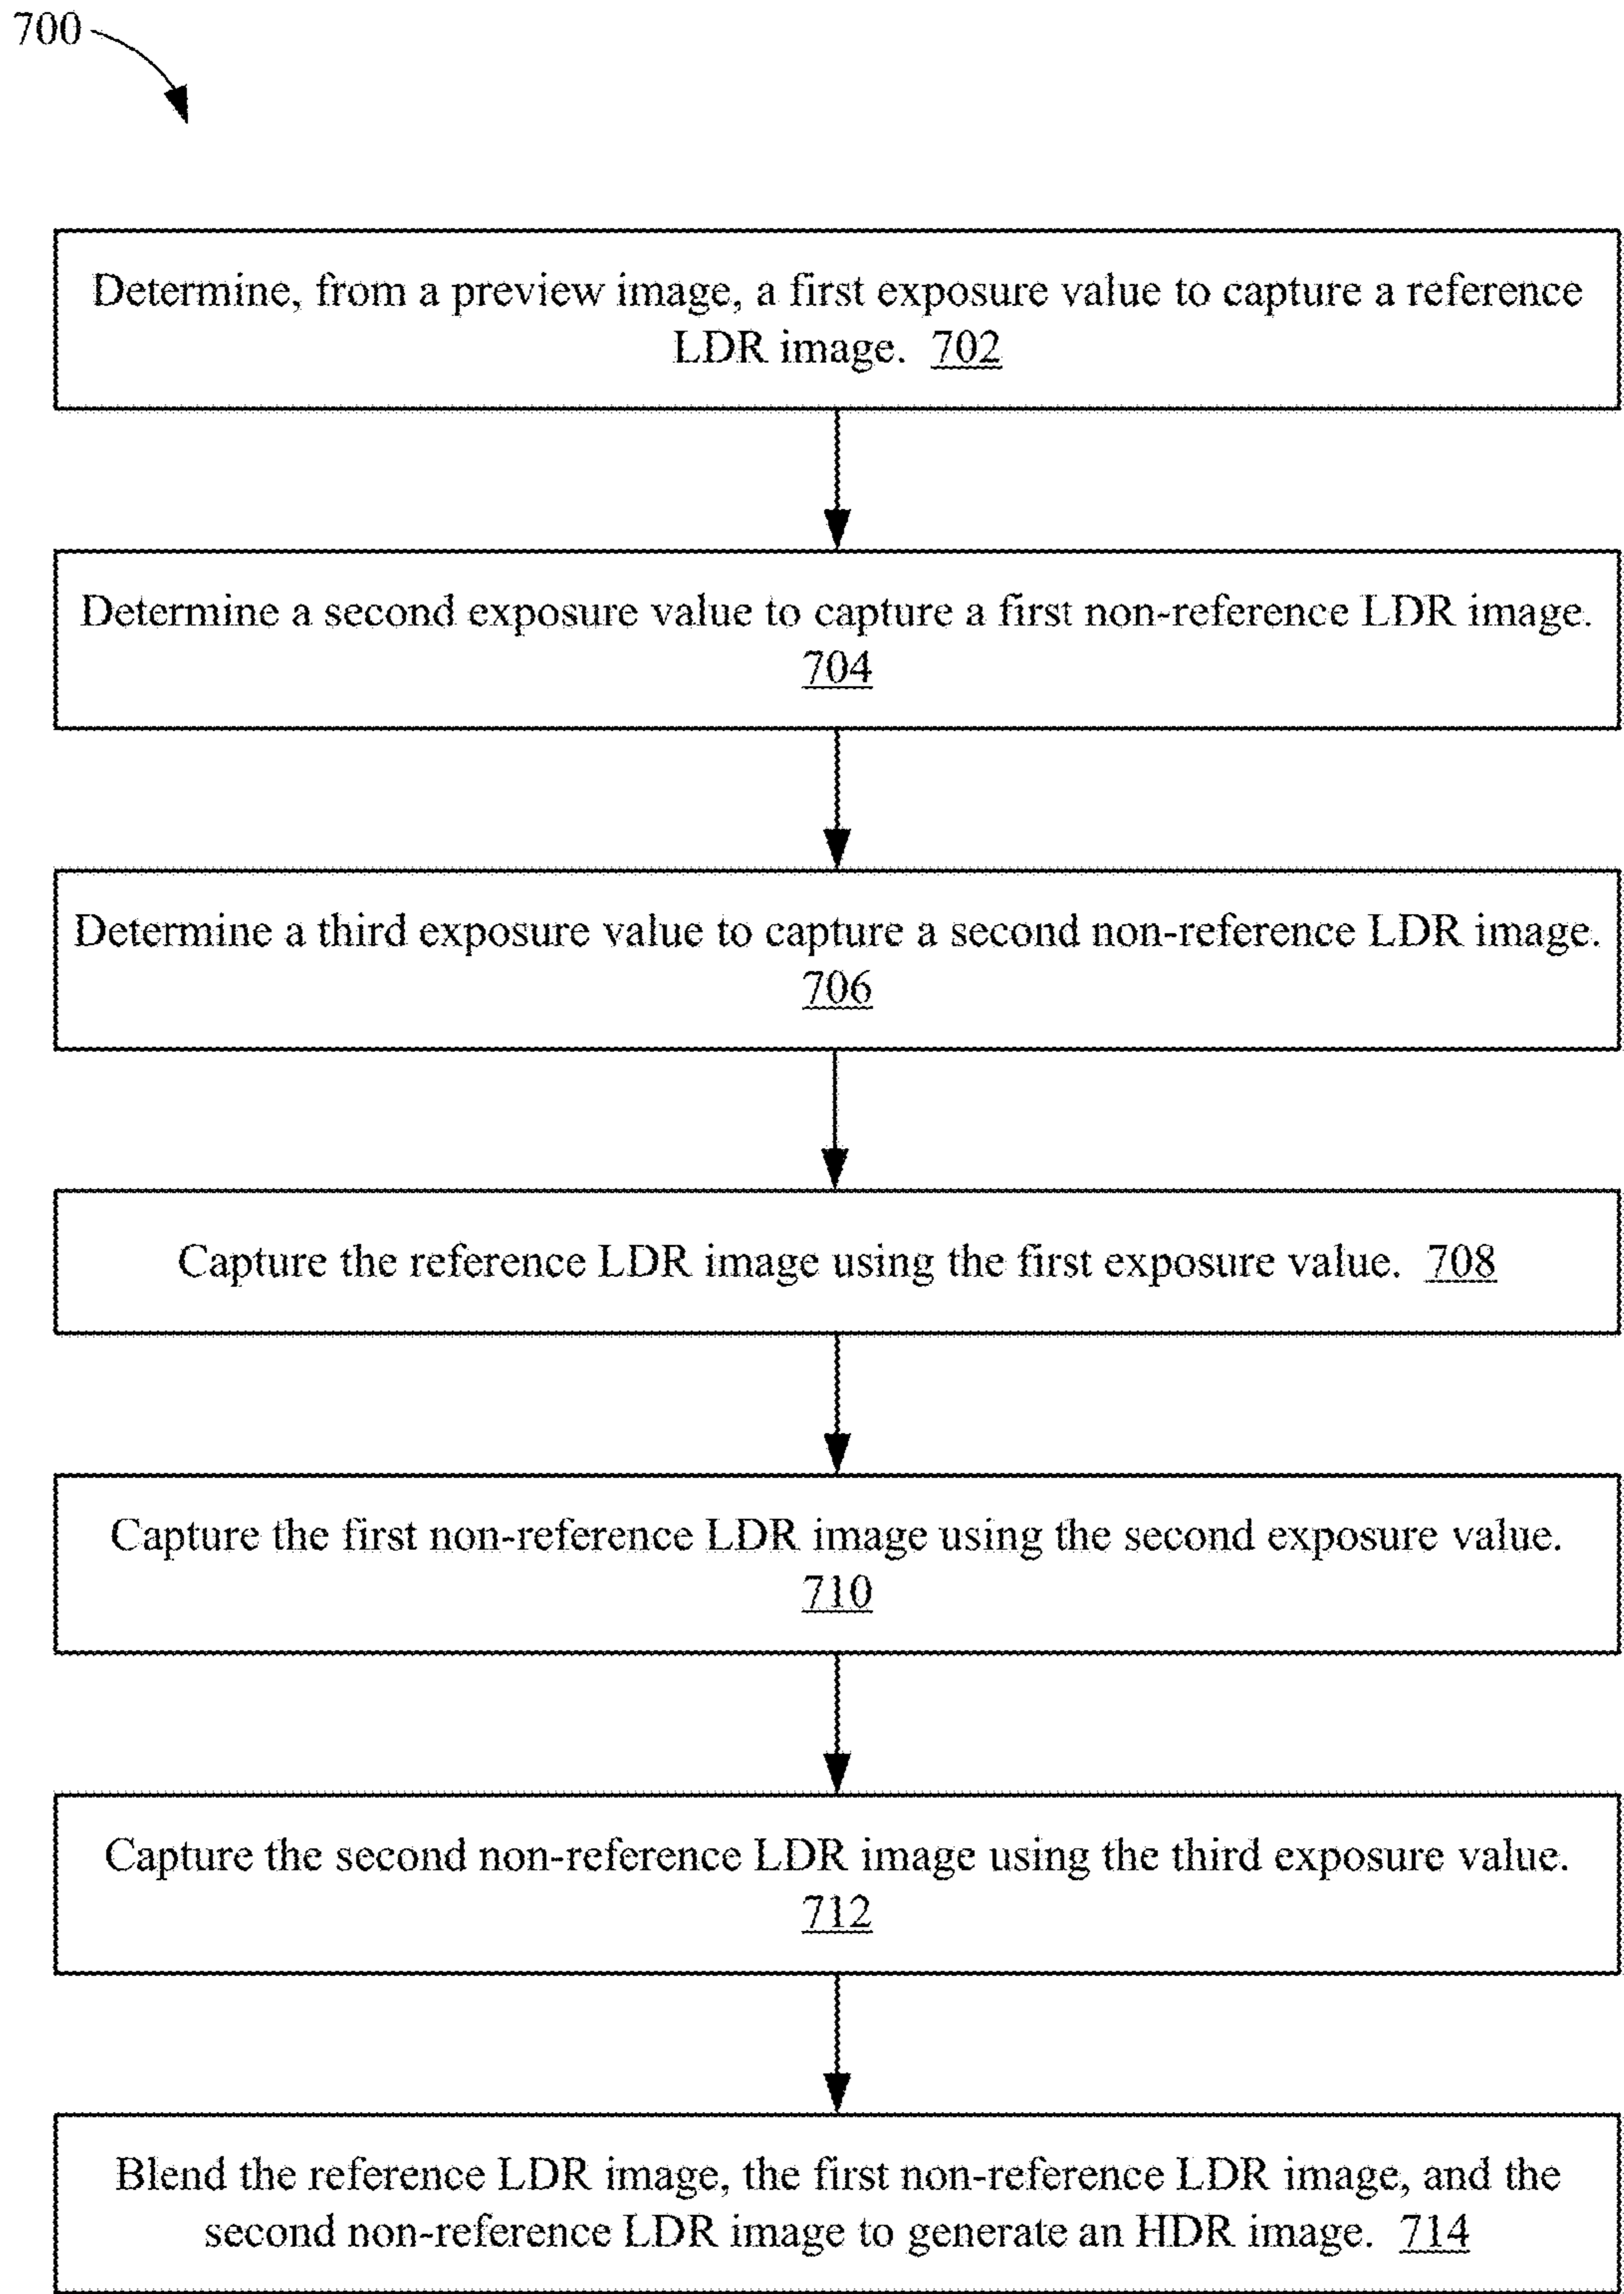 700
Determine, from a preview image, a first exposure value to capture a reference
LDR image. 702
Determine a second exposure value to capture a first non-reference LDR image.
704
Determine a third exposure value to capture a second non-reference LDR image.
706
Capture the reference LDR image using the first exposure value. 708
Capture the first non-reference LDR image using the second exposure value.
710
Capture the second non-reference LDR image using the third exposure value.
712
Blend the reference LDR image, the first non-reference LDR image, and the
second non-reference LDR image to generate an HDR image. 714